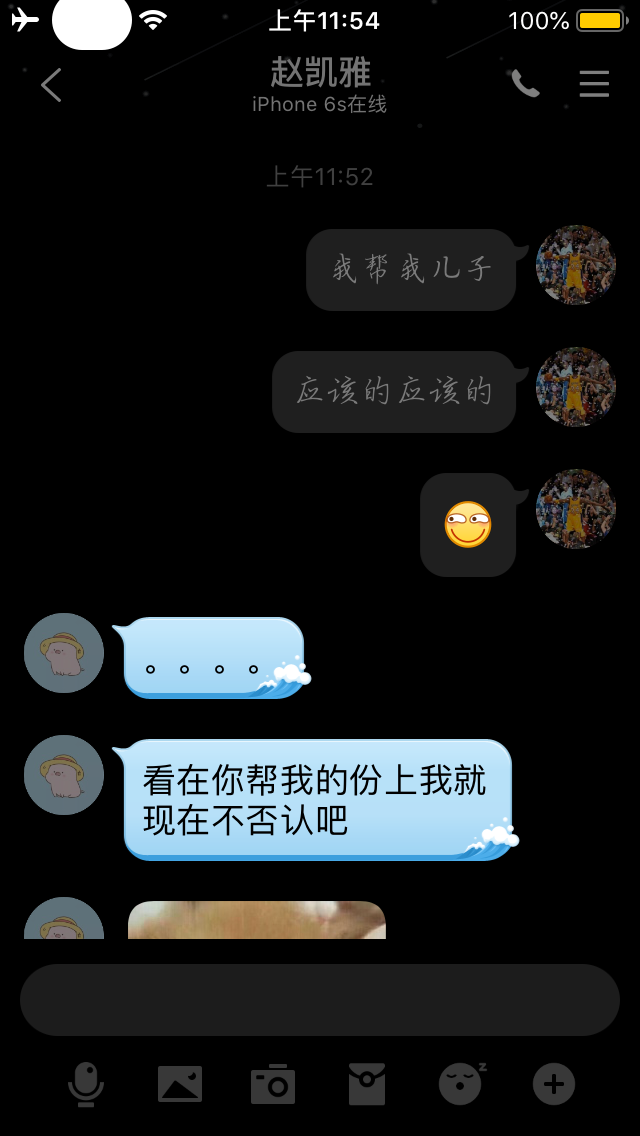 上午11:54
100%
赵凯雅
iPhone 6s在线
上午11:52
我帮我儿子
应该的应该的
。。。。
看在你帮我的份上我就
现在不否认吧
z